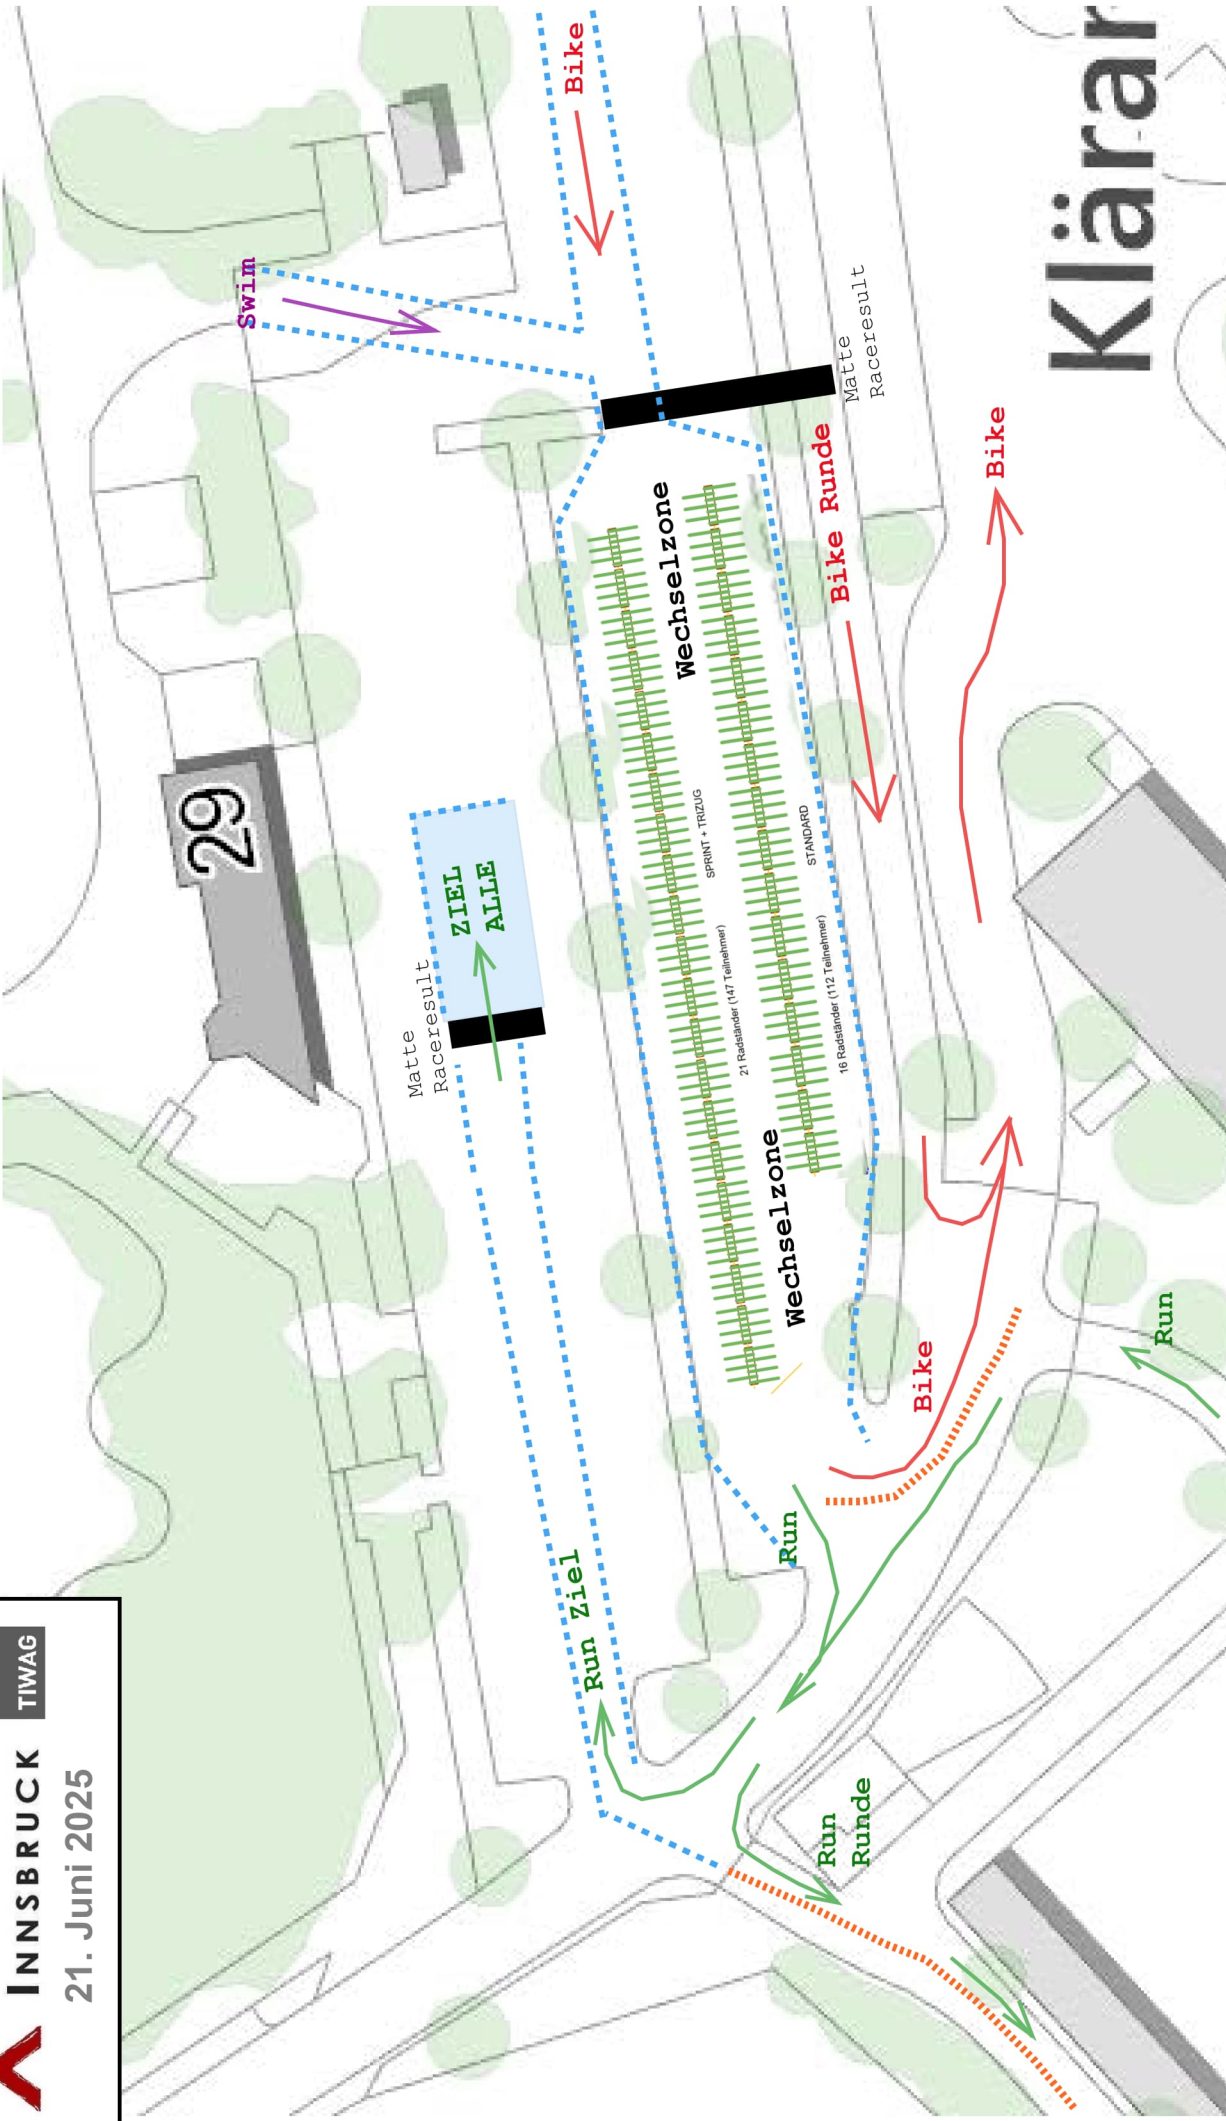 INNSBRUCK
TIWAG
21. Juni 2025
29
Swim
Bike
Matte
Raceresult
Klärar
Bike
Bike Runde
Wechselzone
SPRINT + TRIZUG
STANDARD
ZIEL
ALLE
Matte
Raceresult
21 Radständer (147 Teilnehmer)
16 Radständer (112 Teilnehmer)
Wechselzone
Bike
Run
Run
Run Ziel
Run
Runde